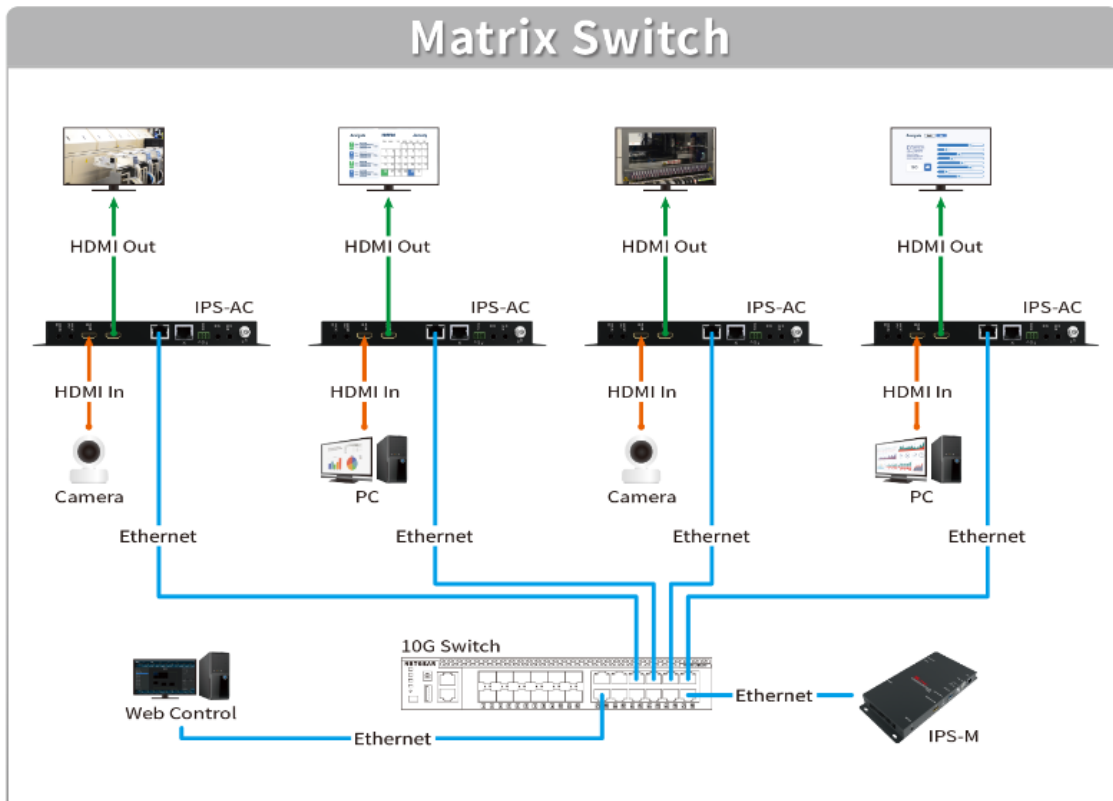 Matrix Switch
HDMI Out
HDMI Out
HDMI Out
HDMI Out
IPS-AC
IPS-AC
IPS-AC
IPS-AC
HDMI In
HDMI In
HDMI In
HDMI In
Camera
PC
Camera
PC
Ethernet
Ethernet
Ethernet
Ethernet
10G Switch
NETGEAR
Web Control
Ethernet
Ethernet
IPS-M